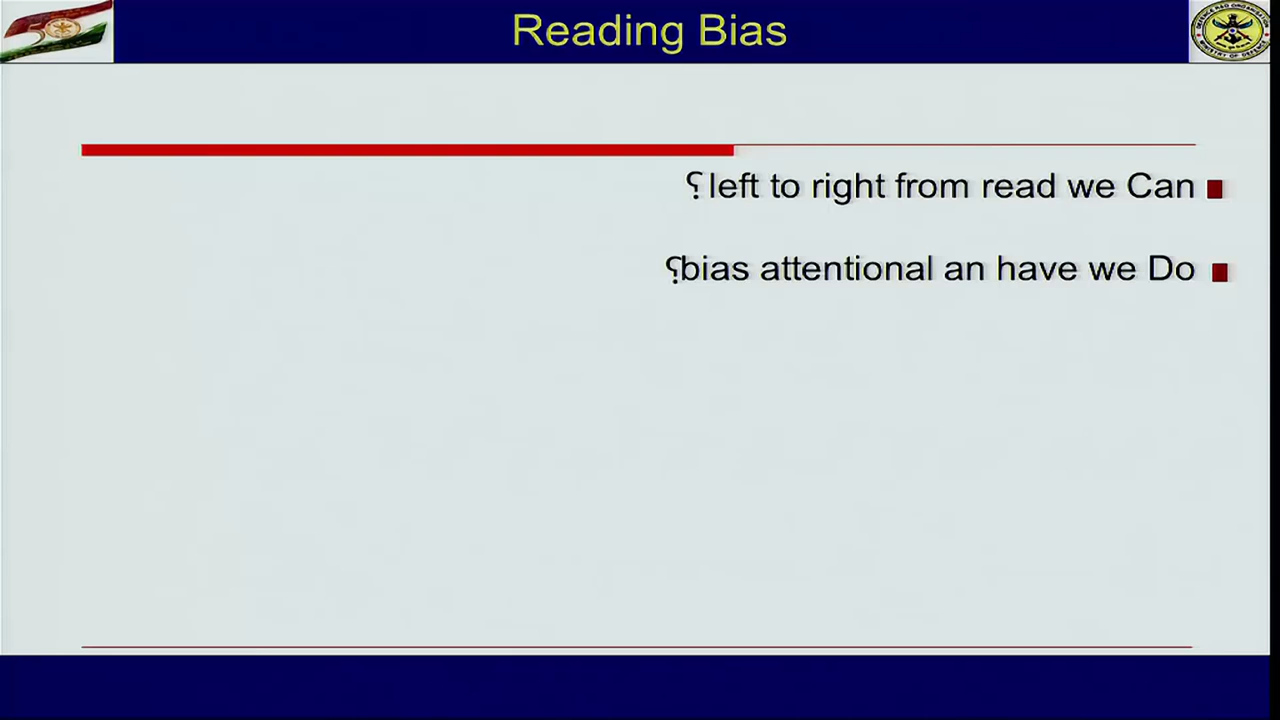 Reading Bias
؟ left to right from read we Can
؟bias attentional an have we Do